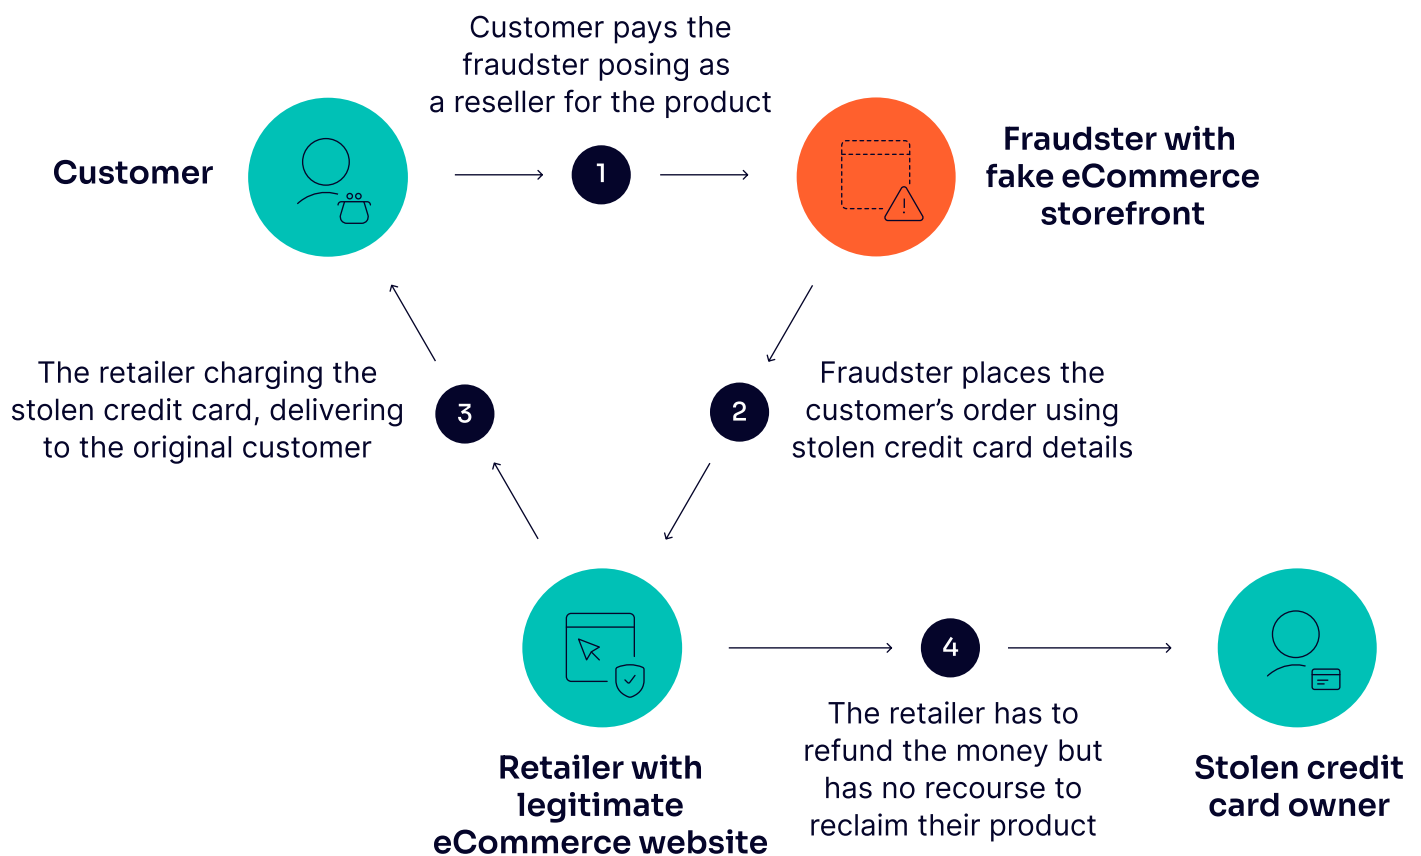 Customer pays the
fraudster posing as
a reseller for the product
Customer
1
Fraudster with
fake eCommerce
storefront
The retailer charging the
stolen credit card, delivering
to the original customer
3
2
Fraudster places the
customer’s order using
stolen credit card details
4
The retailer has to
refund the money but
has no recourse to
reclaim their product
Retailer with
legitimate
eCommerce website
Stolen credit
card owner